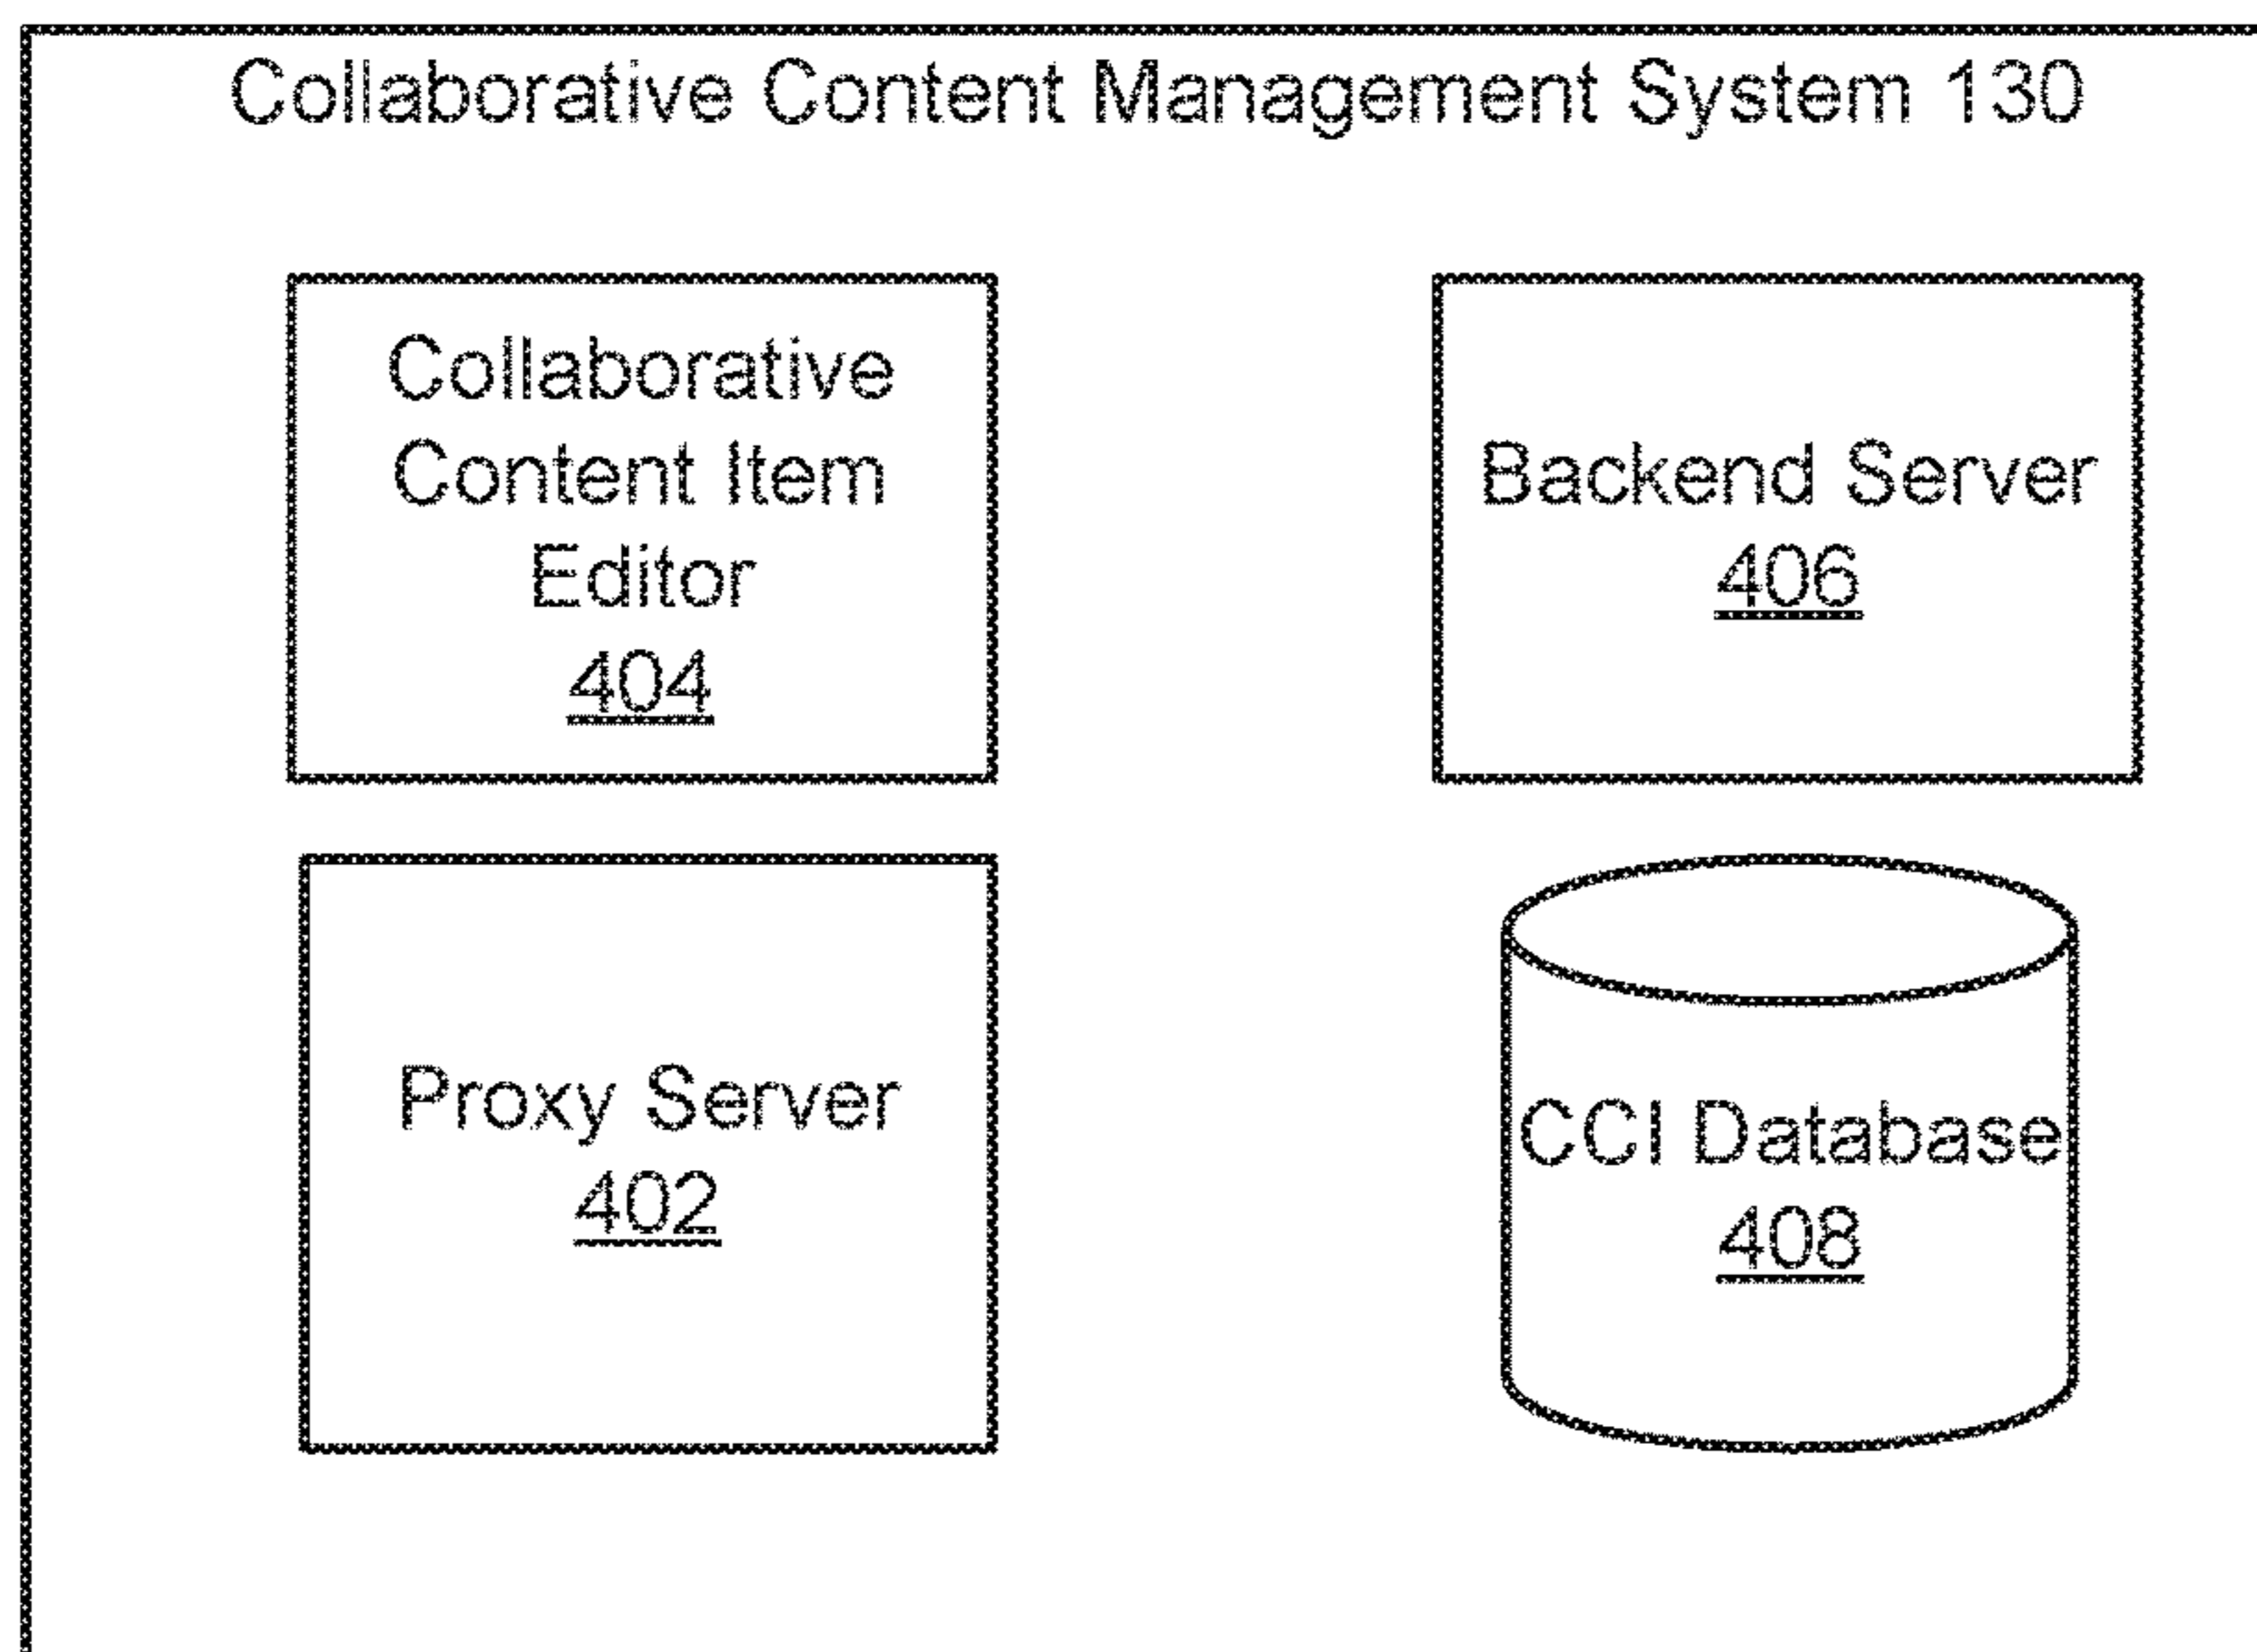 Collaborative Content Management System 130
Collaborative
Content Item
Editor
404
Backend Server
406
Proxy Server
402
CCI Database
408